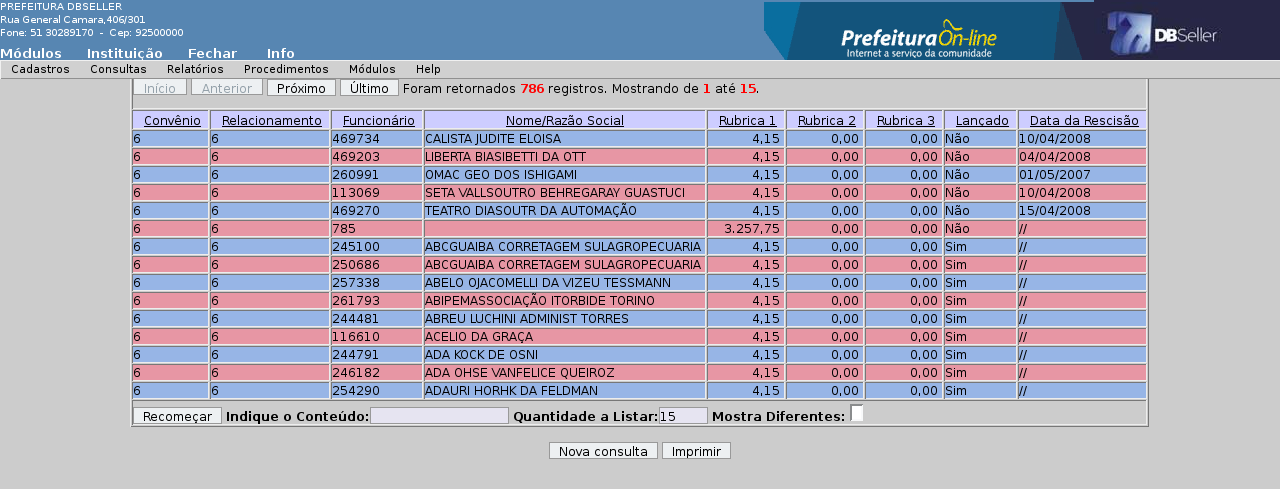 PREFEITURA DBSELLER
Rua General Camara,406/301
Fone: 51 30289170 - Cep: 92500000
Módulos Instituição Fechar Info
Prefeitura On-line
Internet a serviço da comunidade
DBSeller
Cadastros Consultas Relatórios Procedimentos Módulos Help
Início Anterior Próximo Último Foram retornados 786 registros. Mostrando de 1 até 15.
Convênio Relacionamento Funcionário Nome/Razão Social Rubrica 1 Rubrica 2 Rubrica 3 Lançado Data da Rescisão
6 6 469734 CALISTA JUDITE ELOISA 4,15 0,00 0,00 Não 10/04/2008
6 6 469203 LIBERTA BIASIBETTI DA OTT 4,15 0,00 0,00 Não 04/04/2008
6 6 260991 OMAC GEO DOS ISHIGAMI 4,15 0,00 0,00 Não 01/05/2007
6 6 113069 SETA VALLSOUTRO BEHREGARAY GUASTUCI 4,15 0,00 0,00 Não 10/04/2008
6 6 469270 TEATRO DIASOUTR DA AUTOMAÇÃO 4,15 0,00 0,00 Não 15/04/2008
6 6 785 3.257,75 0,00 0,00 Não //
6 6 245100 ABCGUAIBA CORRETAGEM SULAGROPECUARIA 4,15 0,00 0,00 Sim //
6 6 250686 ABCGUAIBA CORRETAGEM SULAGROPECUARIA 4,15 0,00 0,00 Sim //
6 6 257338 ABELO OJACOMELLI DA VIZEU TESSMANN 4,15 0,00 0,00 Sim //
6 6 261793 ABIPEMASSOCIAÇÃO ITORBIDE TORINO 4,15 0,00 0,00 Sim //
6 6 244481 ABREU LUCHINI ADMINIST TORRES 4,15 0,00 0,00 Sim //
6 6 116610 ACELIO DA GRAÇA 4,15 0,00 0,00 Sim //
6 6 244791 ADA KOCK DE OSNI 4,15 0,00 0,00 Sim //
6 6 246182 ADA OHSE VANFELICE QUEIROZ 4,15 0,00 0,00 Sim //
6 6 254290 ADAURI HORHK DA FELDMAN 4,15 0,00 0,00 Sim //
Recomeçar Indique o Conteúdo: Quantidade a Listar: 15 Mostra Diferentes:
Nova consulta Imprimir